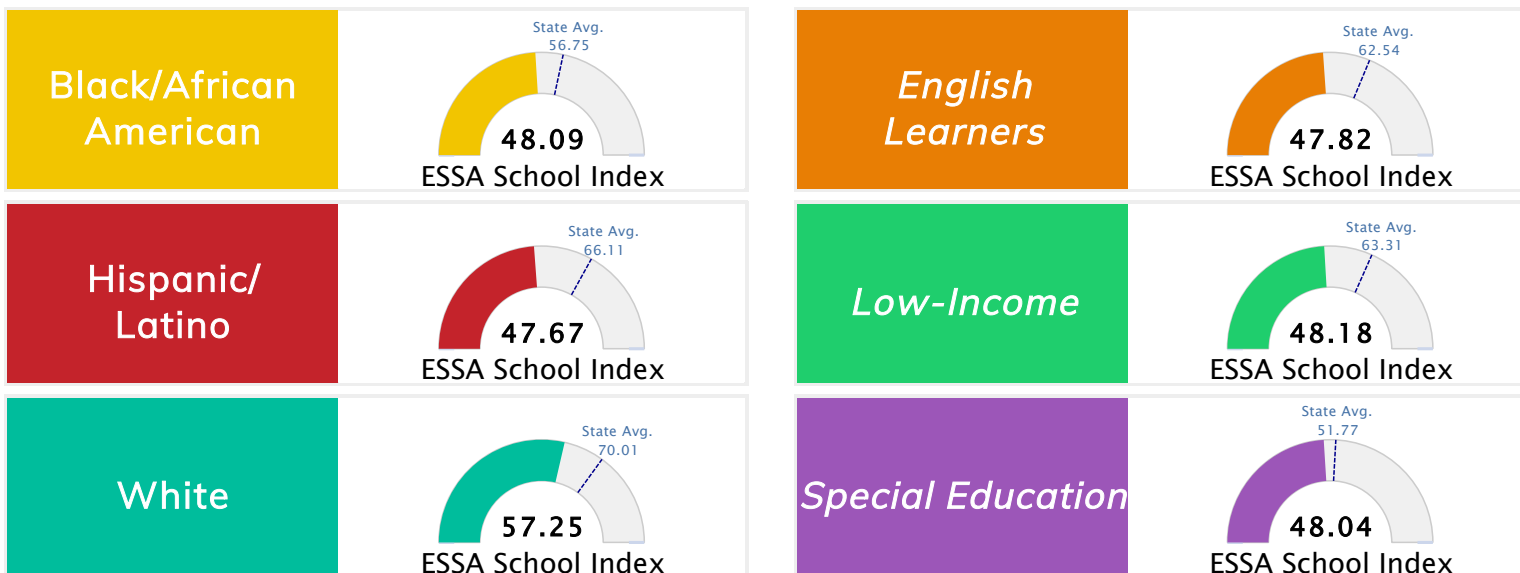 Black/African
American
State Avg.
56.75
48.09
ESSA School Index
English
Learners
State Avg.
62.54
47.82
ESSA School Index
Hispanic/
Latino
State Avg.
66.11
47.67
ESSA School Index
Low-Income
State Avg.
63.31
48.18
ESSA School Index
White
State Avg.
70.01
57.25
ESSA School Index
Special Education
State Avg.
51.77
48.04
ESSA School Index